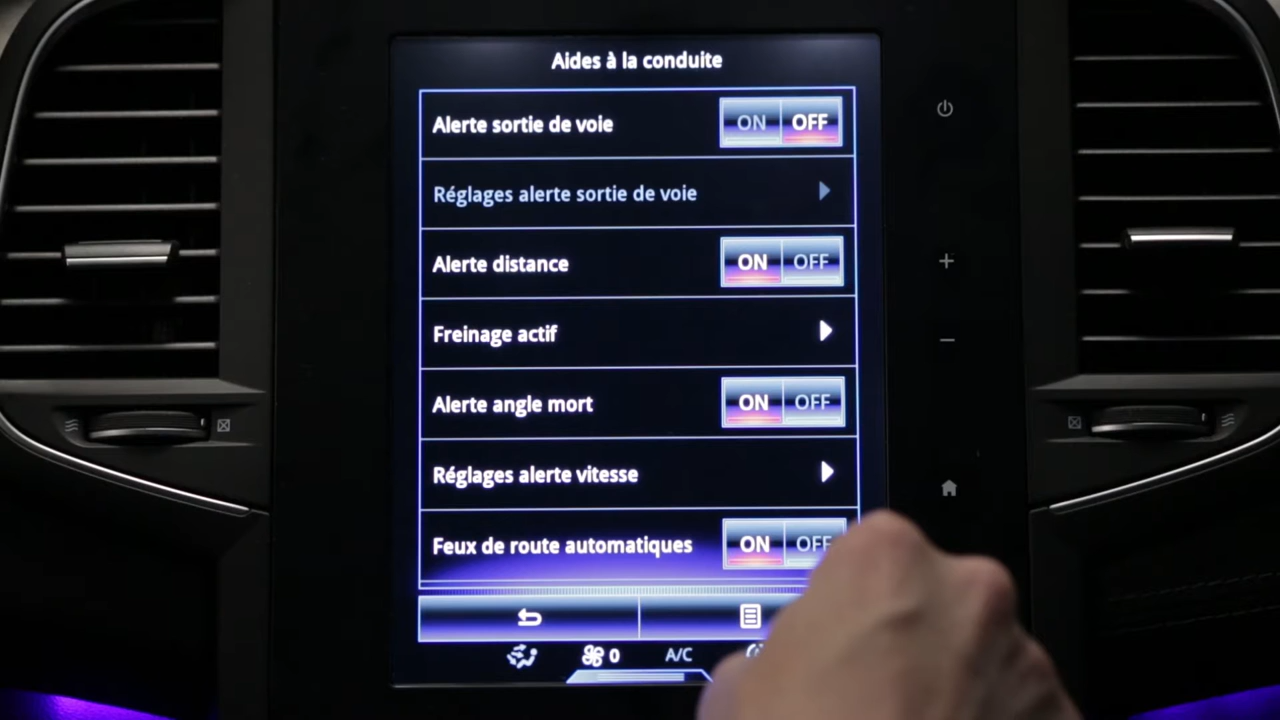 Aides à la conduite
Alerte sortie de voie ON OFF
Réglages alerte sortie de voie
Alerte distance ON OFF
Freinage actif
Alerte angle mort ON OFF
Réglages alerte vitesse
Feux de route automatiques ON OFF
0 A/C